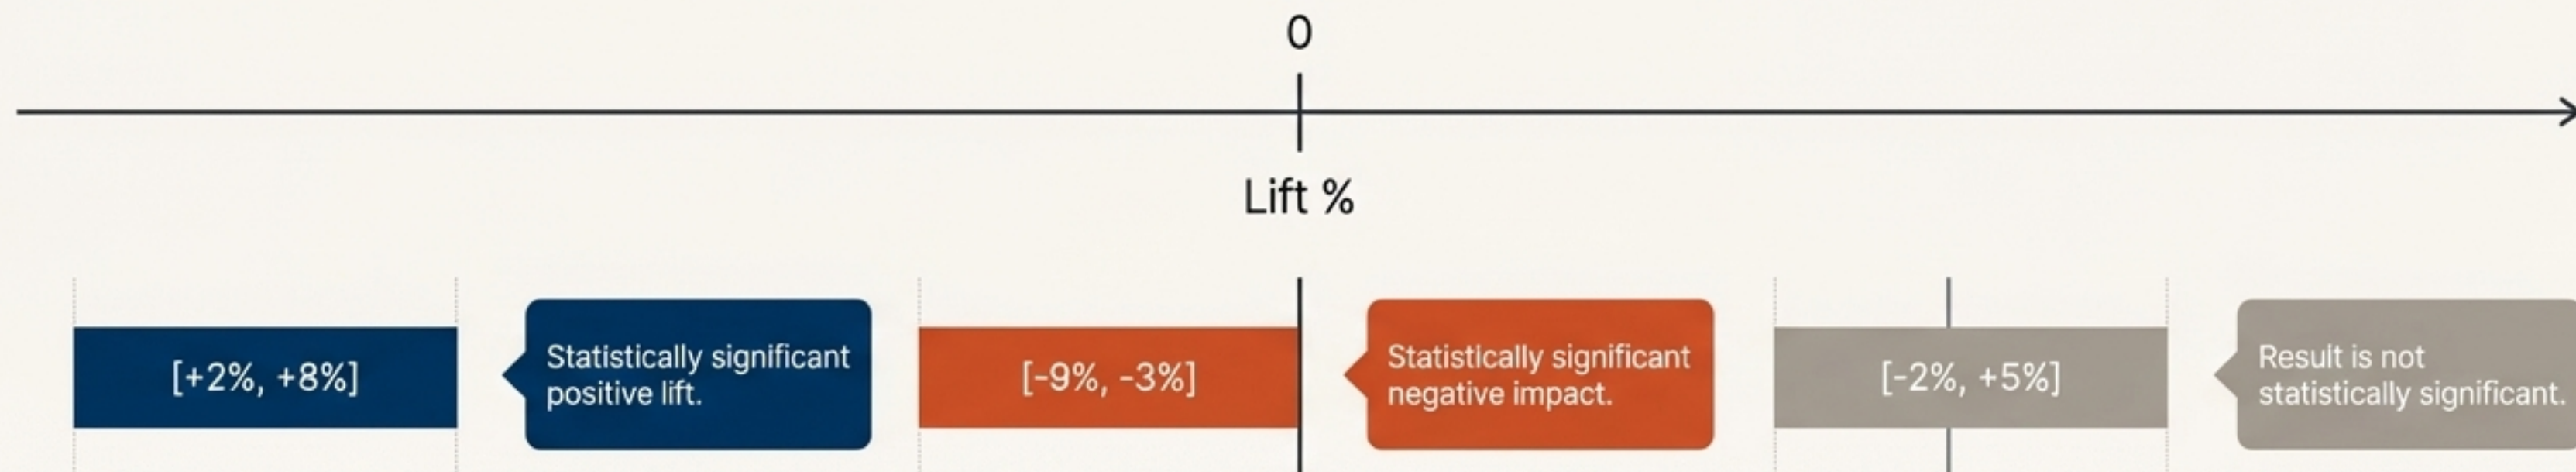 0
Lift %
[+2%, +8%]
Statistically significant
positive lift.
[-9%, -3%]
Statistically significant
negative impact.
[-2%, +5%]
Result is not
statistically significant.